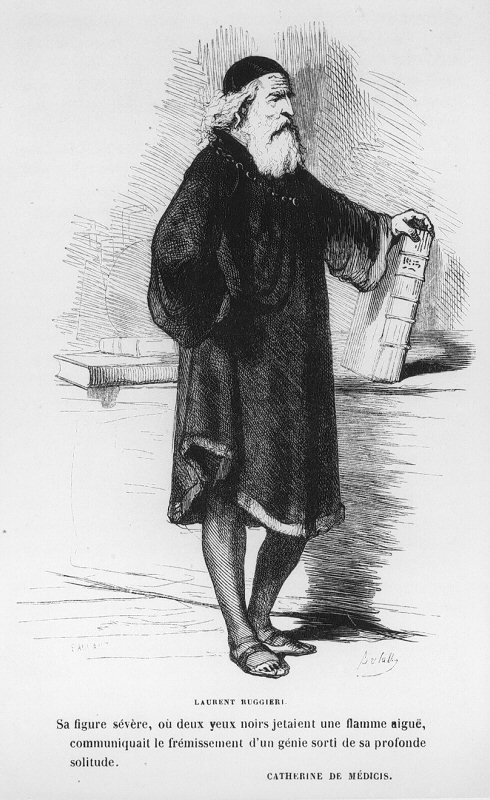 LAURENT RUGGIERI.
Sa figure sévère, où deux yeux noirs jetaient une flamme aiguë,
communiquait le frémissement d'un génie sorti de sa profonde
solitude.
CATHERINE DE MÉDICIS.